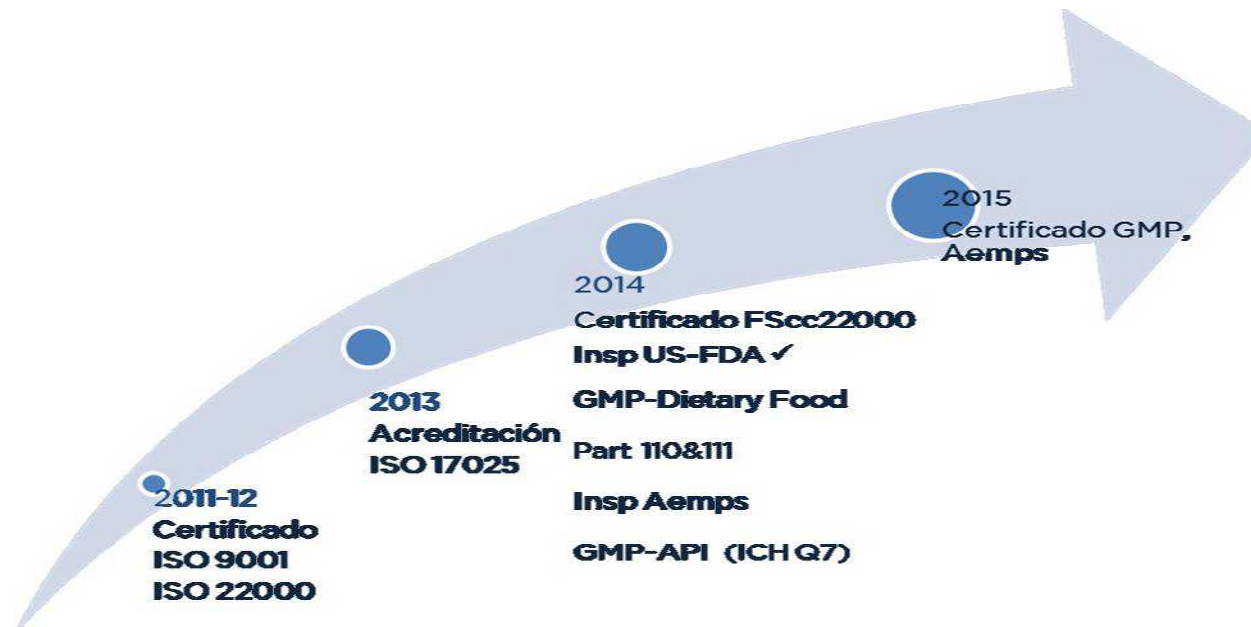 2011-12
Certificado
ISO 9001
ISO 22000
2013
Acreditación
ISO 17025
2014
Certificado FScc22000
Insp US-FDA ✓
GMP-Dietary Food
Part 110&111
Insp Aemps
GMP-API (ICH Q7)
2015
Certificado GMP,
Aemps